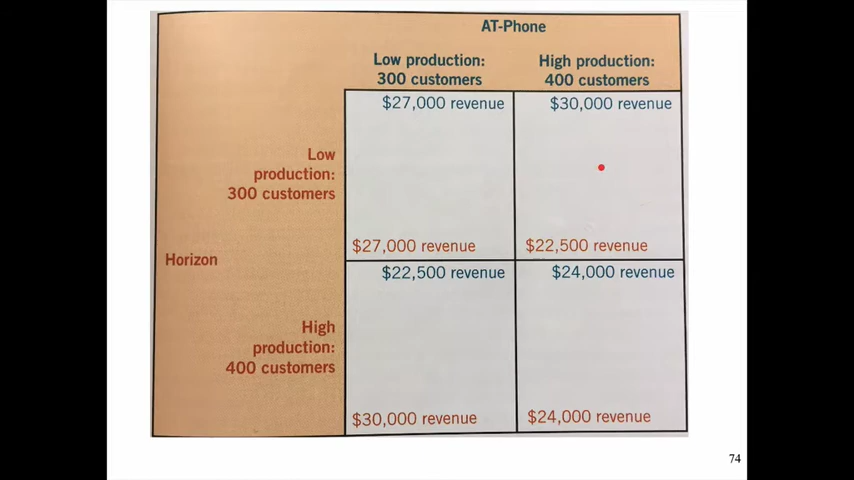 AT-Phone
Low production:
300 customers
High production:
400 customers
$27,000 revenue
$30,000 revenue
Low
production:
300 customers
$27,000 revenue
$22,500 revenue
Horizon
$22,500 revenue
$24,000 revenue
High
production:
400 customers
$30,000 revenue
$24,000 revenue
74